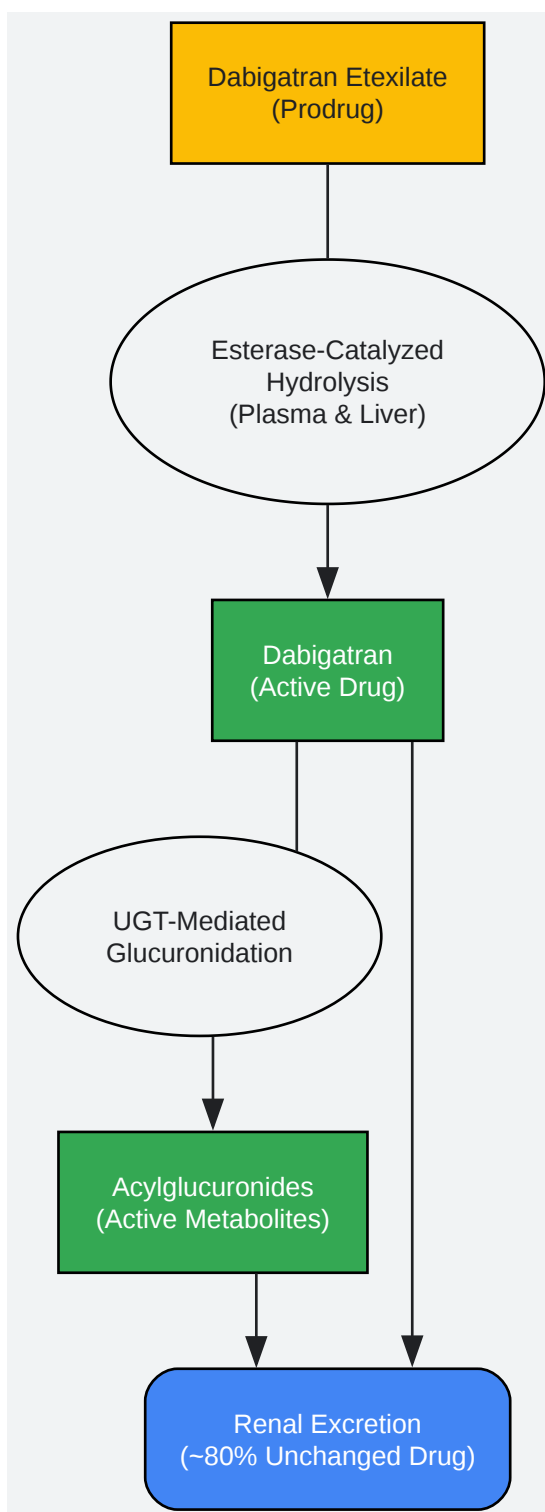 Dabigatran Etexilate
(Prodrug)
Esterase-Catalyzed
Hydrolysis
(Plasma & Liver)
Dabigatran
(Active Drug)
UGT-Mediated
Glucuronidation
Acylglucuronides
(Active Metabolites)
Renal Excretion
(~80% Unchanged Drug)